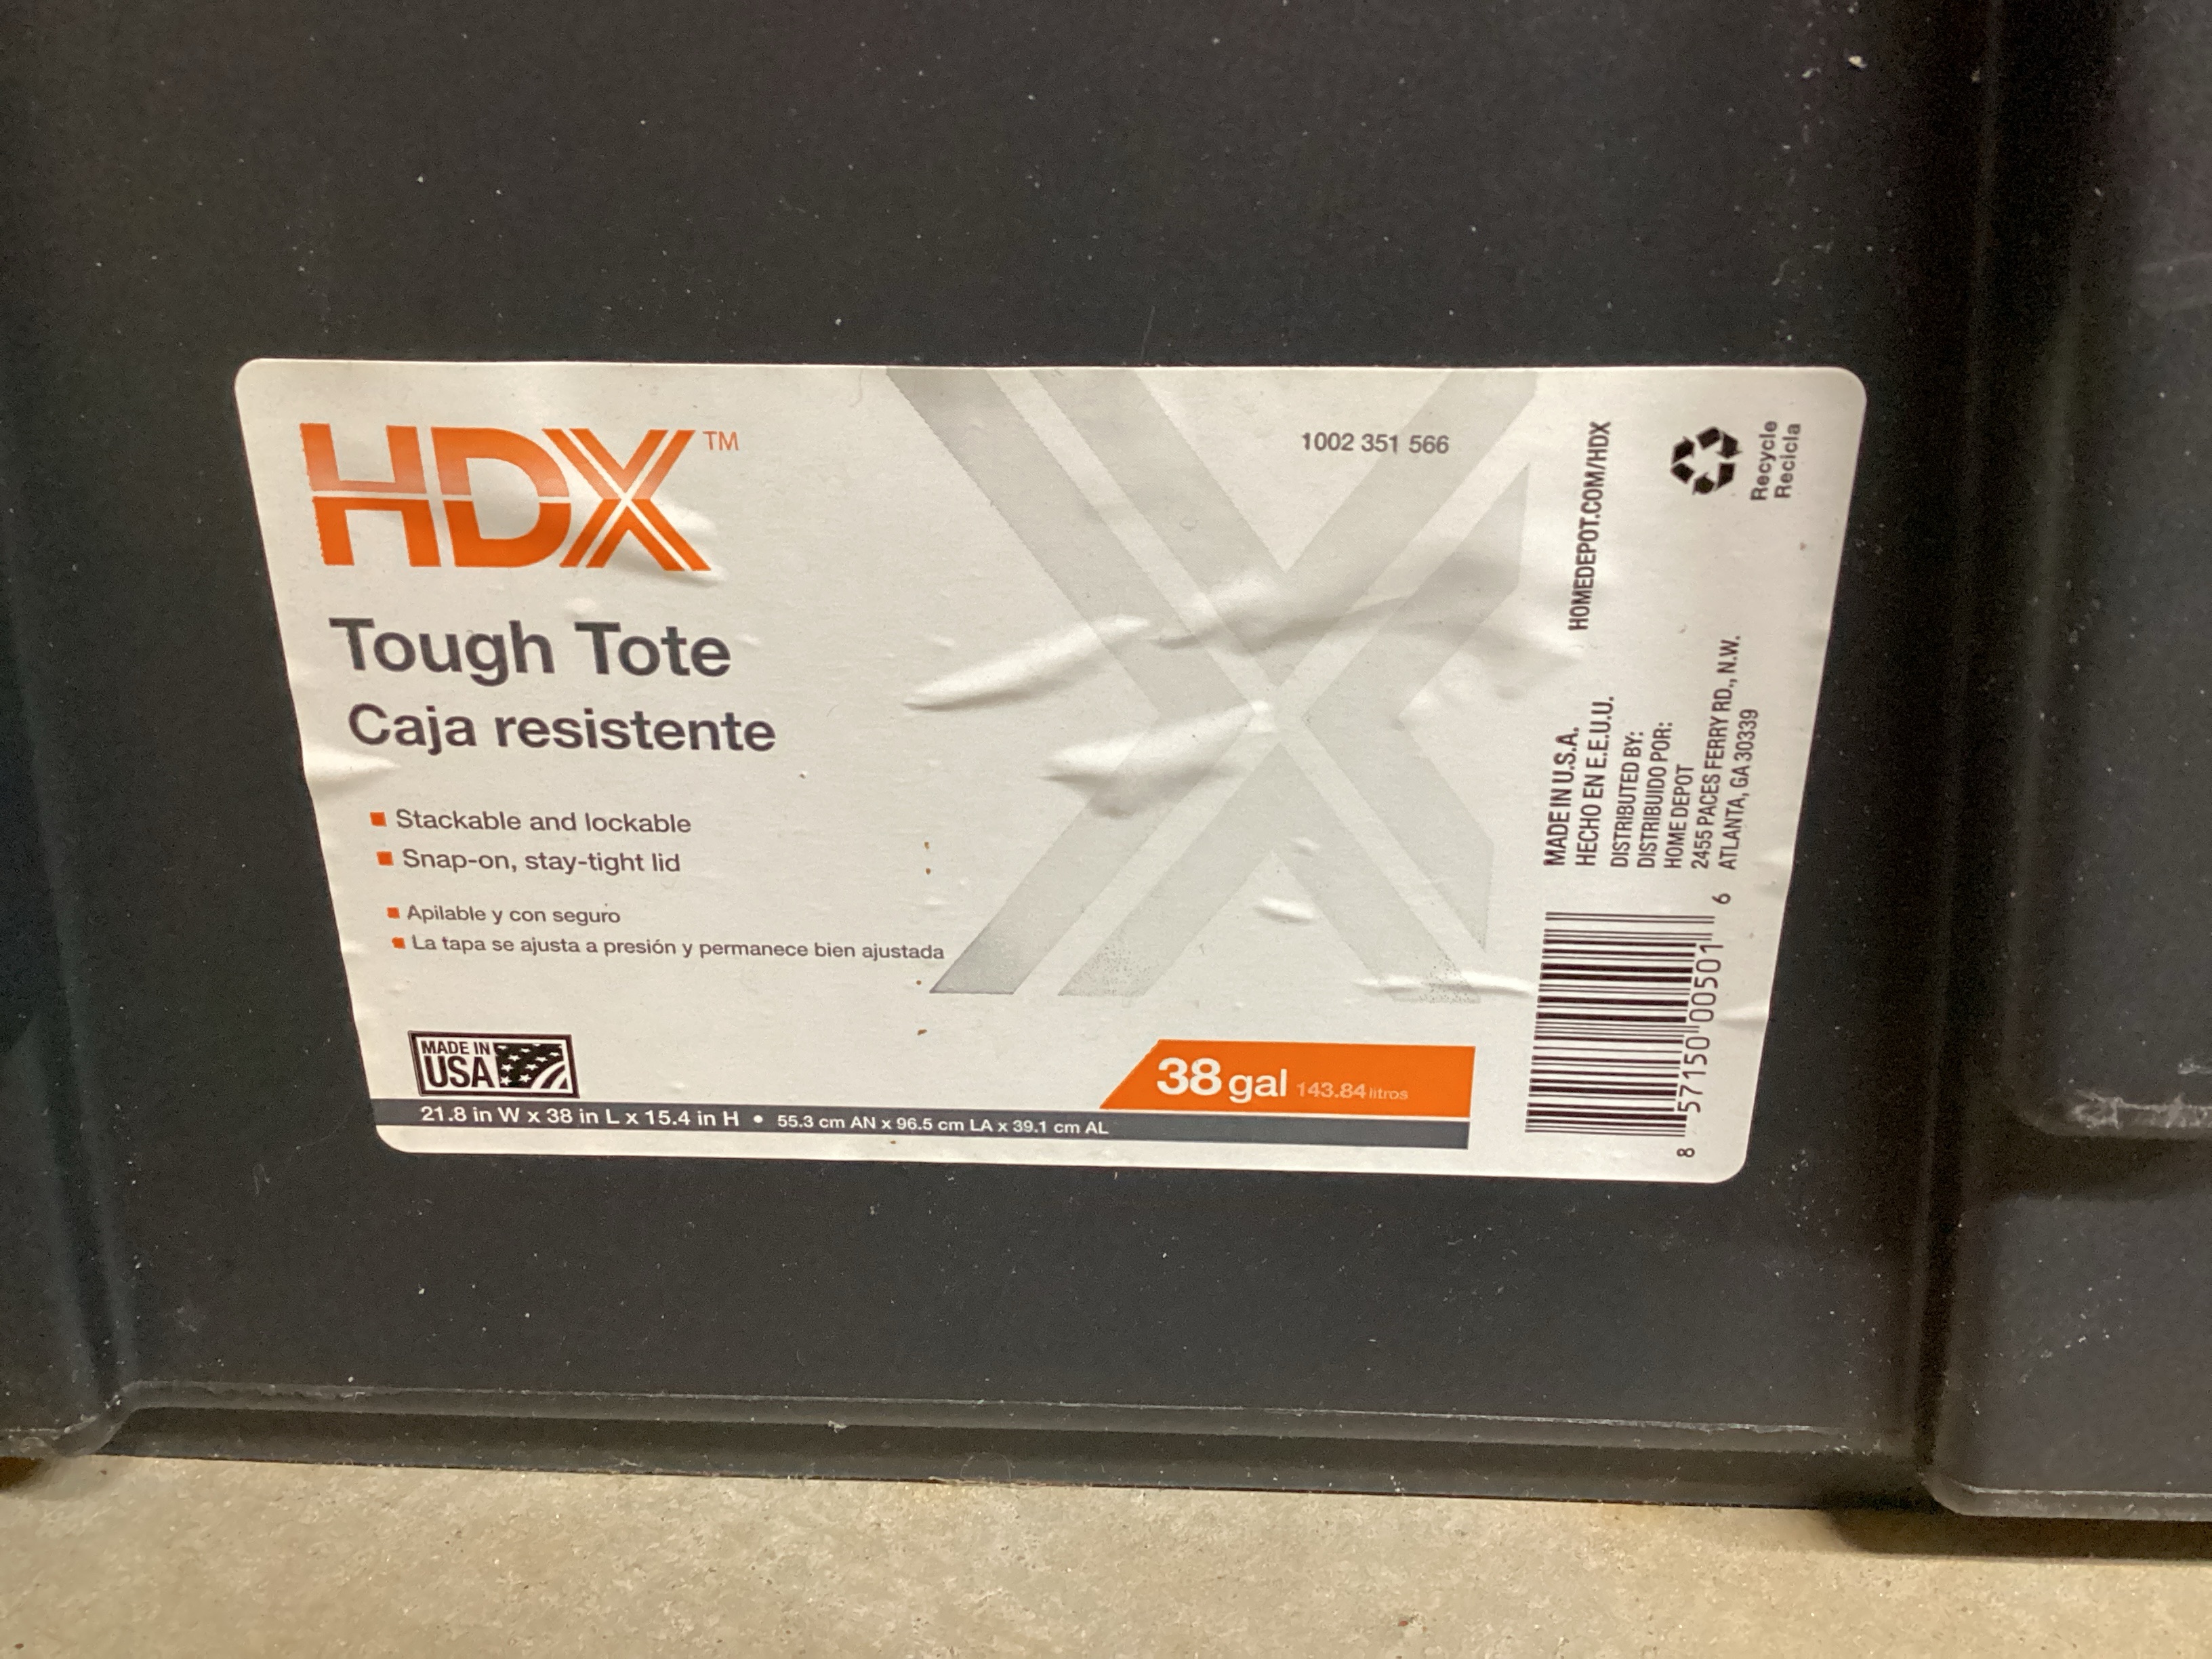 HDX™
1002 351 566
Tough Tote
Caja resistente
Stackable and lockable
Snap-on, stay-tight lid
Apilable y con seguro
La tapa se ajusta a presión y permanece bien ajustada
MADE IN
USA
38 gal 143.84 litros
21.8 in W x 38 in L x 15.4 in H • 55.3 cm AN x 96.5 cm LA x 39.1 cm AL
HOMEDEPOT.COM/HDX
Recycle
Recicla
MADE IN U.S.A.
HECHO EN E.E.U.U.
DISTRIBUTED BY:
DISTRIBUIDO POR:
HOME DEPOT
2455 PACES FERRY RD., N.W.
ATLANTA, GA 30339
8 57150 00501 6